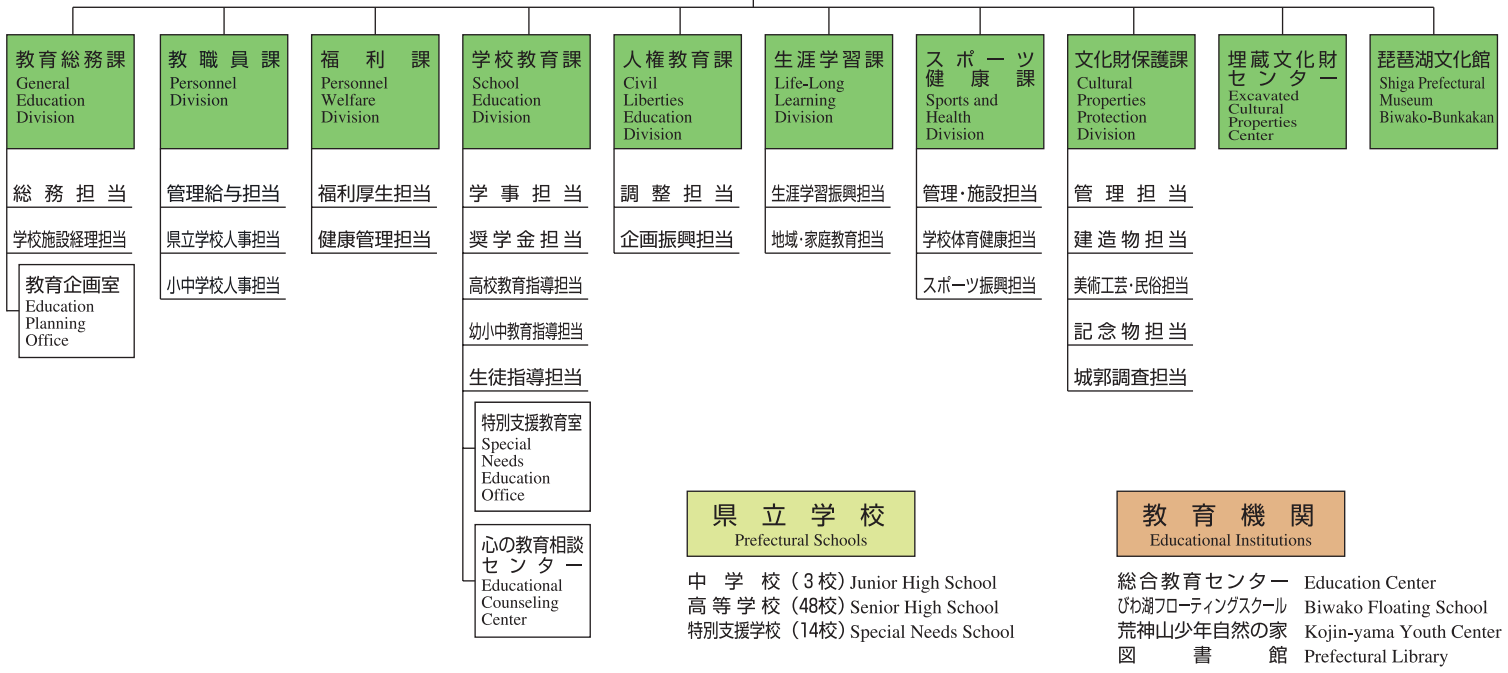 教育総務課
General
Education
Division
総務担当
学校施設経理担当
教育企画室
Education
Planning
Office
教職員課
Personnel
Division
管理給与担当
県立学校人事担当
小中学校人事担当
福利課
Personnel
Welfare
Division
福利厚生担当
健康管理担当
学校教育課
School
Education
Division
学事担当
奨学金担当
高校教育指導担当
幼小中教育指導担当
生徒指導担当
特別支援教育室
Special
Needs
Education
Office
心の教育相談
センター
Educational
Counseling
Center
人権教育課
Civil
Liberties
Education
Division
調整担当
企画振興担当
生涯学習課
Life-Long
Learning
Division
生涯学習振興担当
地域・家庭教育担当
スポーツ
健康課
Sports and
Health
Division
管理・施設担当
学校体育健康担当
スポーツ振興担当
文化財保護課
Cultural
Properties
Protection
Division
管理担当
建造物担当
美術工芸・民俗担当
記念物担当
城郭調査担当
埋蔵文化財
センター
Excavated
Cultural
Properties
Center
琵琶湖文化館
Shiga Prefectural
Museum
Biwako-Bunkakan
県立学校
Prefectural Schools
中学校(3校) Junior High School
高等学校(48校) Senior High School
特別支援学校(14校) Special Needs School
教育機関
Educational Institutions
総合教育センター Education Center
びわ湖フローティングスクール Biwako Floating School
荒神山少年自然の家 Kojin-yama Youth Center
図書館 Prefectural Library